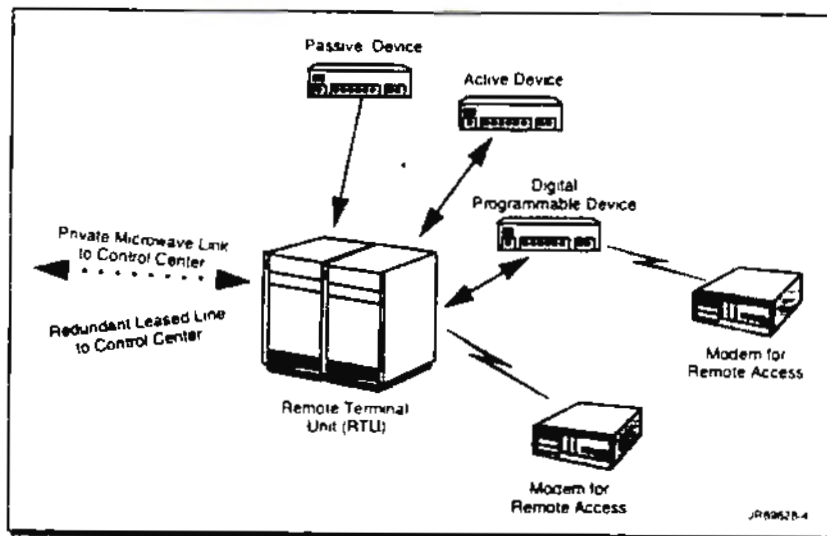 Passive Device
Active Device
Digital
Programmable Device
Private Microwave Link
to Control Center
Redundant Leased Line
to Control Center
Remote Terminal
Unit (RTU)
Modem for
Remote Access
Modem for
Remote Access